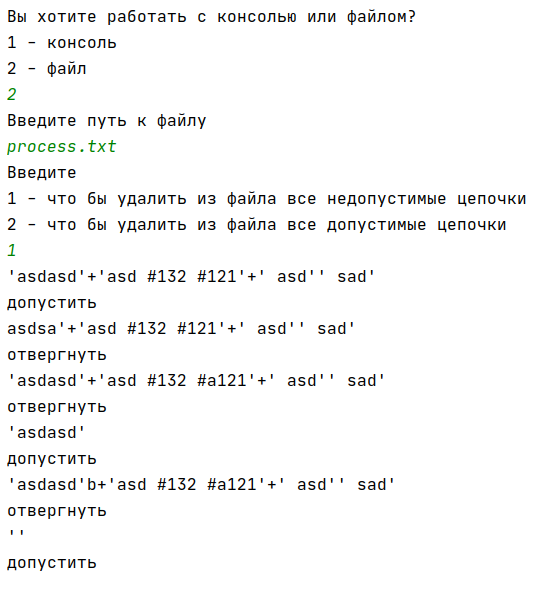 Вы хотите работать с консолью или файлом?
1 - консоль
2 - файл
2
Введите путь к файлу
process.txt
Введите
1 - что бы удалить из файла все недопустимые цепочки
2 - что бы удалить из файла все допустимые цепочки
1
'asdasd'+'asd #132 #121'+' asd'' sad'
допустить
asdsa'+'asd #132 #121'+' asd'' sad'
отвергнуть
'asdasd'+'asd #132 #a121'+' asd'' sad'
отвергнуть
'asdasd'
допустить
'asdasd'b+'asd #132 #a121'+' asd'' sad'
отвергнуть
''
допустить